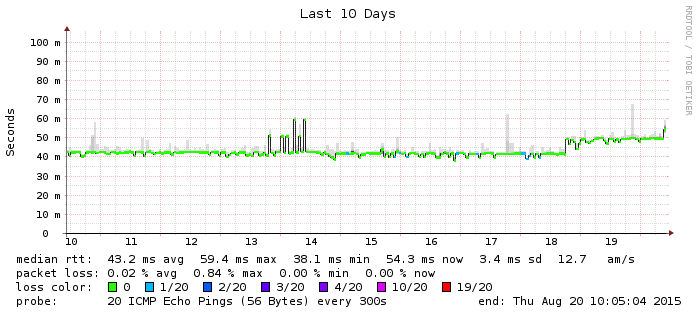 Last 10 Days
RRDTOOL / TOBI OETIKER
Seconds
100 m
90 m
80 m
70 m
60 m
50 m
40 m
30 m
20 m
10 m
0
10 11 12 13 14 15 16 17 18 19
median rtt: 43.2 ms avg 59.4 ms max 38.1 ms min 54.3 ms now 3.4 ms sd 12.7 am/s
packet loss: 0.02 % avg 0.84 % max 0.00 % min 0.00 % now
loss color: 0 1/20 2/20 3/20 4/20 10/20 19/20
probe: 20 ICMP Echo Pings (56 Bytes) every 300s end: Thu Aug 20 10:05:04 2015